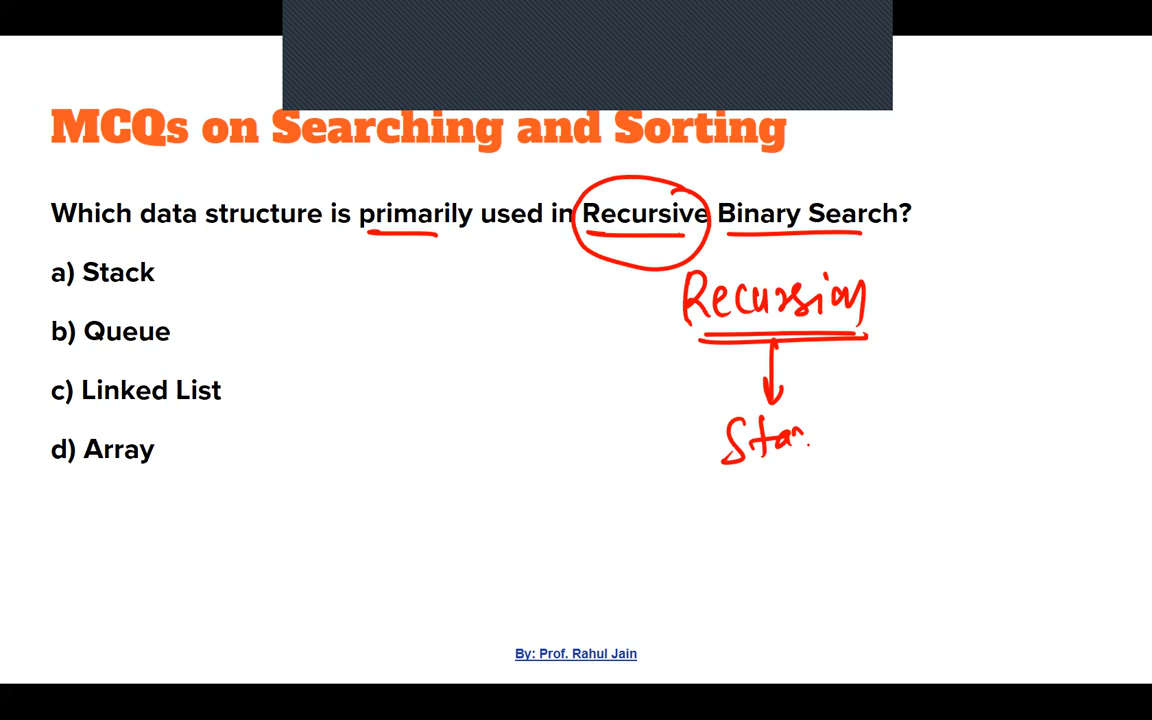 MCQs on Searching and Sorting
Which data structure is primarily used in Recursive Binary Search?
a) Stack
Recursion
b) Queue
c) Linked List
Sta
d) Array
By: Prof. Rahul Jain